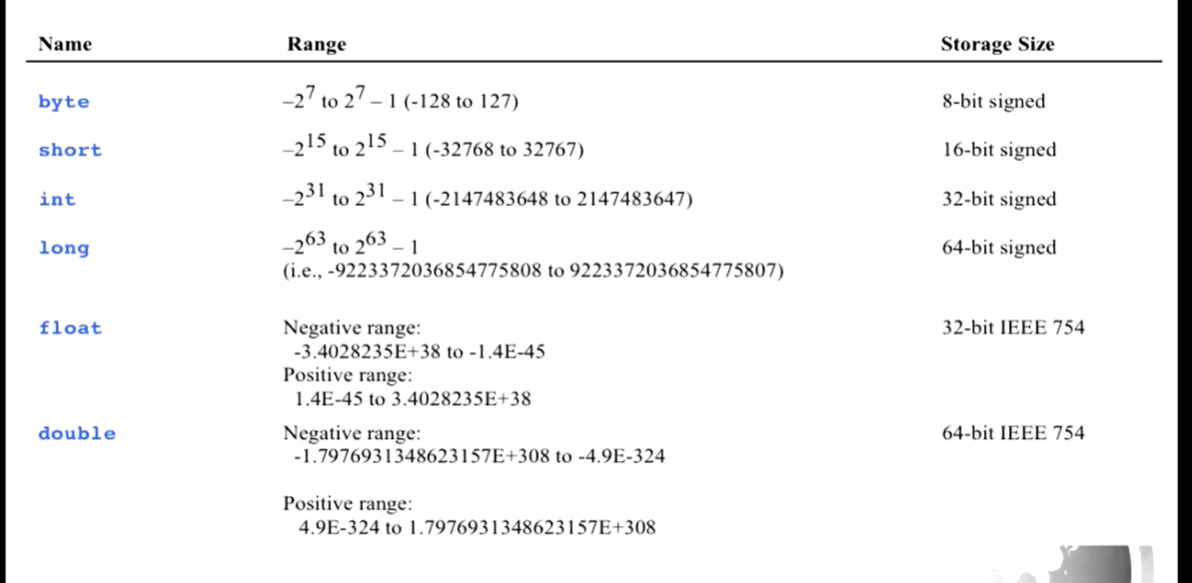 Name Range Storage Size
byte –2^7 to 2^7 – 1 (-128 to 127) 8-bit signed
short –2^15 to 2^15 – 1 (-32768 to 32767) 16-bit signed
int –2^31 to 2^31 – 1 (-2147483648 to 2147483647) 32-bit signed
long –2^63 to 2^63 – 1 64-bit signed
(i.e., -9223372036854775808 to 9223372036854775807)
float Negative range: 32-bit IEEE 754
-3.4028235E+38 to -1.4E-45
Positive range:
1.4E-45 to 3.4028235E+38
double Negative range: 64-bit IEEE 754
-1.7976931348623157E+308 to -4.9E-324
Positive range:
4.9E-324 to 1.7976931348623157E+308